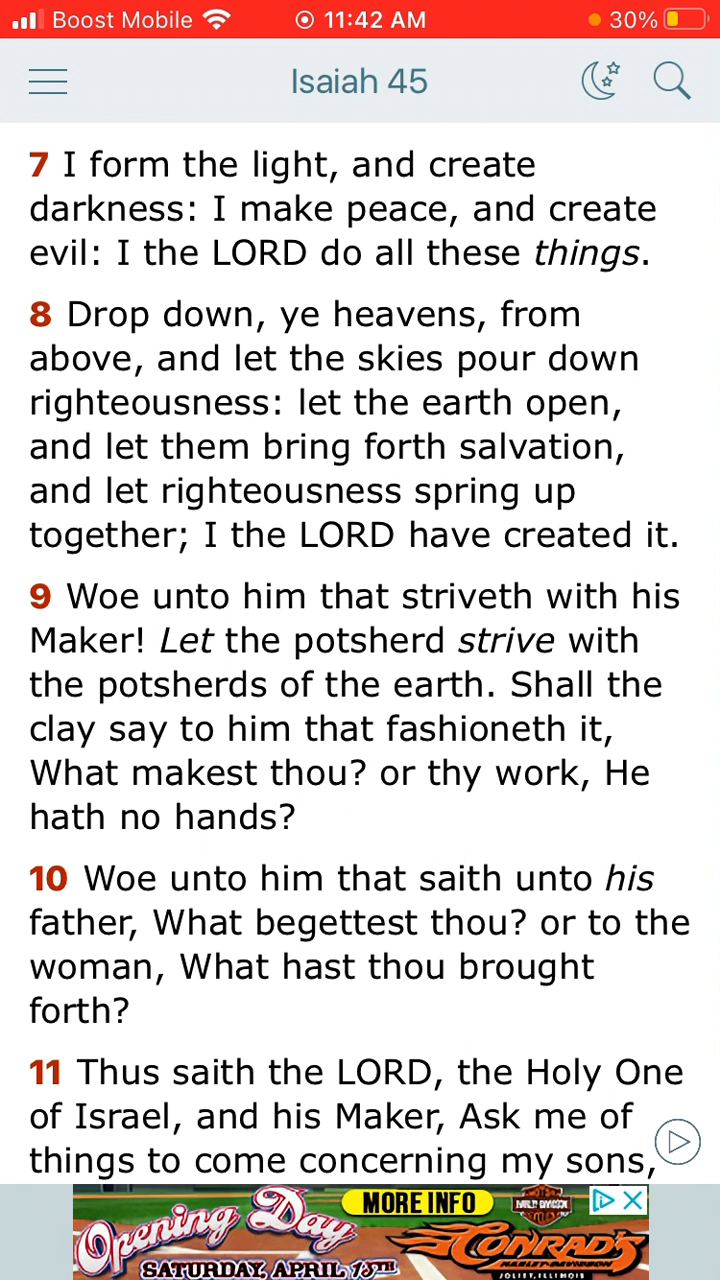 Boost Mobile 11:42 AM 30%
Isaiah 45
7 I form the light, and create
darkness: I make peace, and create
evil: I the LORD do all these things.
8 Drop down, ye heavens, from
above, and let the skies pour down
righteousness: let the earth open,
and let them bring forth salvation,
and let righteousness spring up
together; I the LORD have created it.
9 Woe unto him that striveth with his
Maker! Let the potsherd strive with
the potsherds of the earth. Shall the
clay say to him that fashioneth it,
What makest thou? or thy work, He
hath no hands?
10 Woe unto him that saith unto his
father, What begettest thou? or to the
woman, What hast thou brought
forth?
11 Thus saith the LORD, the Holy One
of Israel, and his Maker, Ask me of
things to come concerning my sons,
Opening Day
SATURDAY, APRIL 15TH
MORE INFO
HARLEY-DAVIDSON
CONRAD'S
HARLEY-DAVIDSON
JOLIET, ILLINOIS